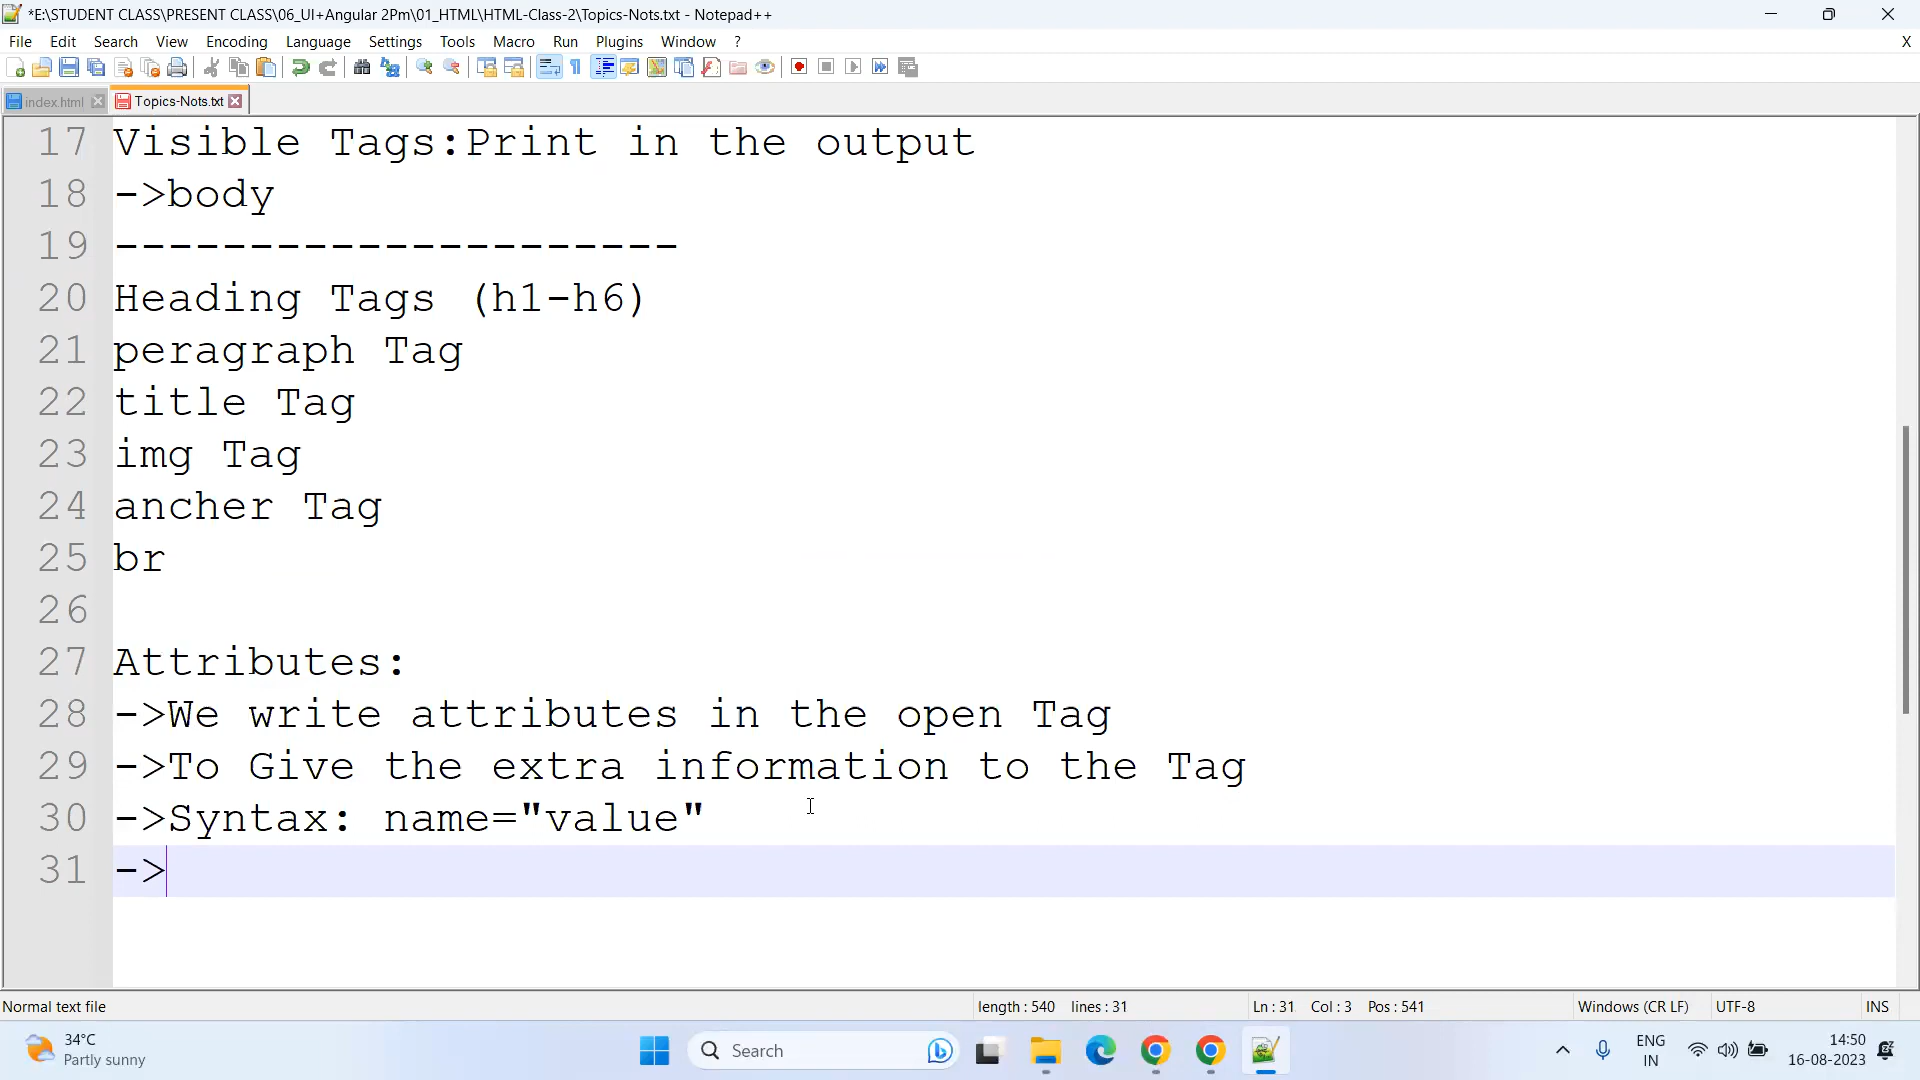 *E:\STUDENT CLASS\PRESENT CLASS\06_UI+Angular 2Pm\01_HTML\HTML-Class-2\Topics-Nots.txt - Notepad++
File Edit Search View Encoding Language Settings Tools Macro Run Plugins Window ? X
index.html Topics-Nots.txt
17 Visible Tags:Print in the output
18 ->body
19 ---------------------
20 Heading Tags (h1-h6)
21 peragraph Tag
22 title Tag
23 img Tag
24 ancher Tag
25 br
26
27 Attributes:
28 ->We write attributes in the open Tag
29 ->To Give the extra information to the Tag
30 ->Syntax: name="value"
31 ->
Normal text file length : 540 lines : 31 Ln : 31 Col : 3 Pos : 541 Windows (CR LF) UTF-8 INS
34°C
Partly sunny
Search
ENG
IN
14:50
16-08-2023